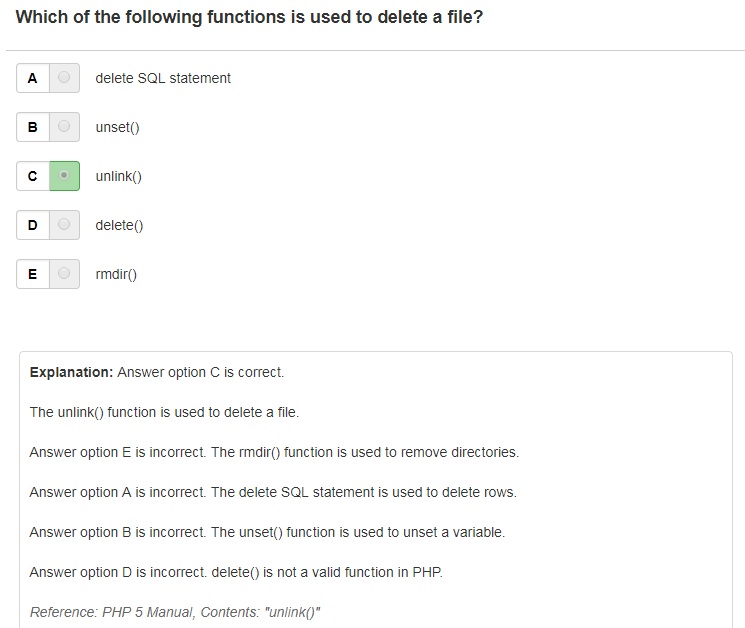 Which of the following functions is used to delete a file?
A delete SQL statement
B unset()
C unlink()
D delete()
E rmdir()
Explanation: Answer option C is correct.
The unlink() function is used to delete a file.
Answer option E is incorrect. The rmdir() function is used to remove directories.
Answer option A is incorrect. The delete SQL statement is used to delete rows.
Answer option B is incorrect. The unset() function is used to unset a variable.
Answer option D is incorrect. delete() is not a valid function in PHP.
Reference: PHP 5 Manual, Contents: "unlink()"